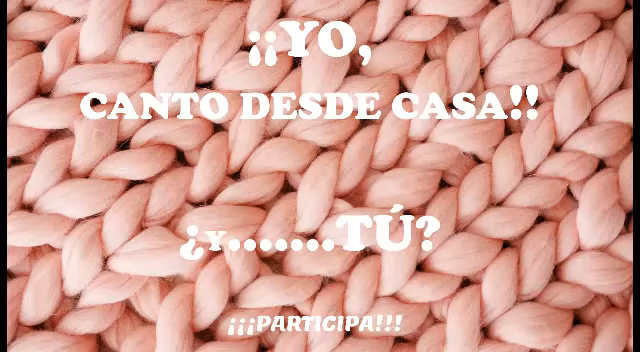 ¡¡YO,
CANTO DESDE CASA!!
¿Y.......TÚ?
¡¡¡PARTICIPA!!!